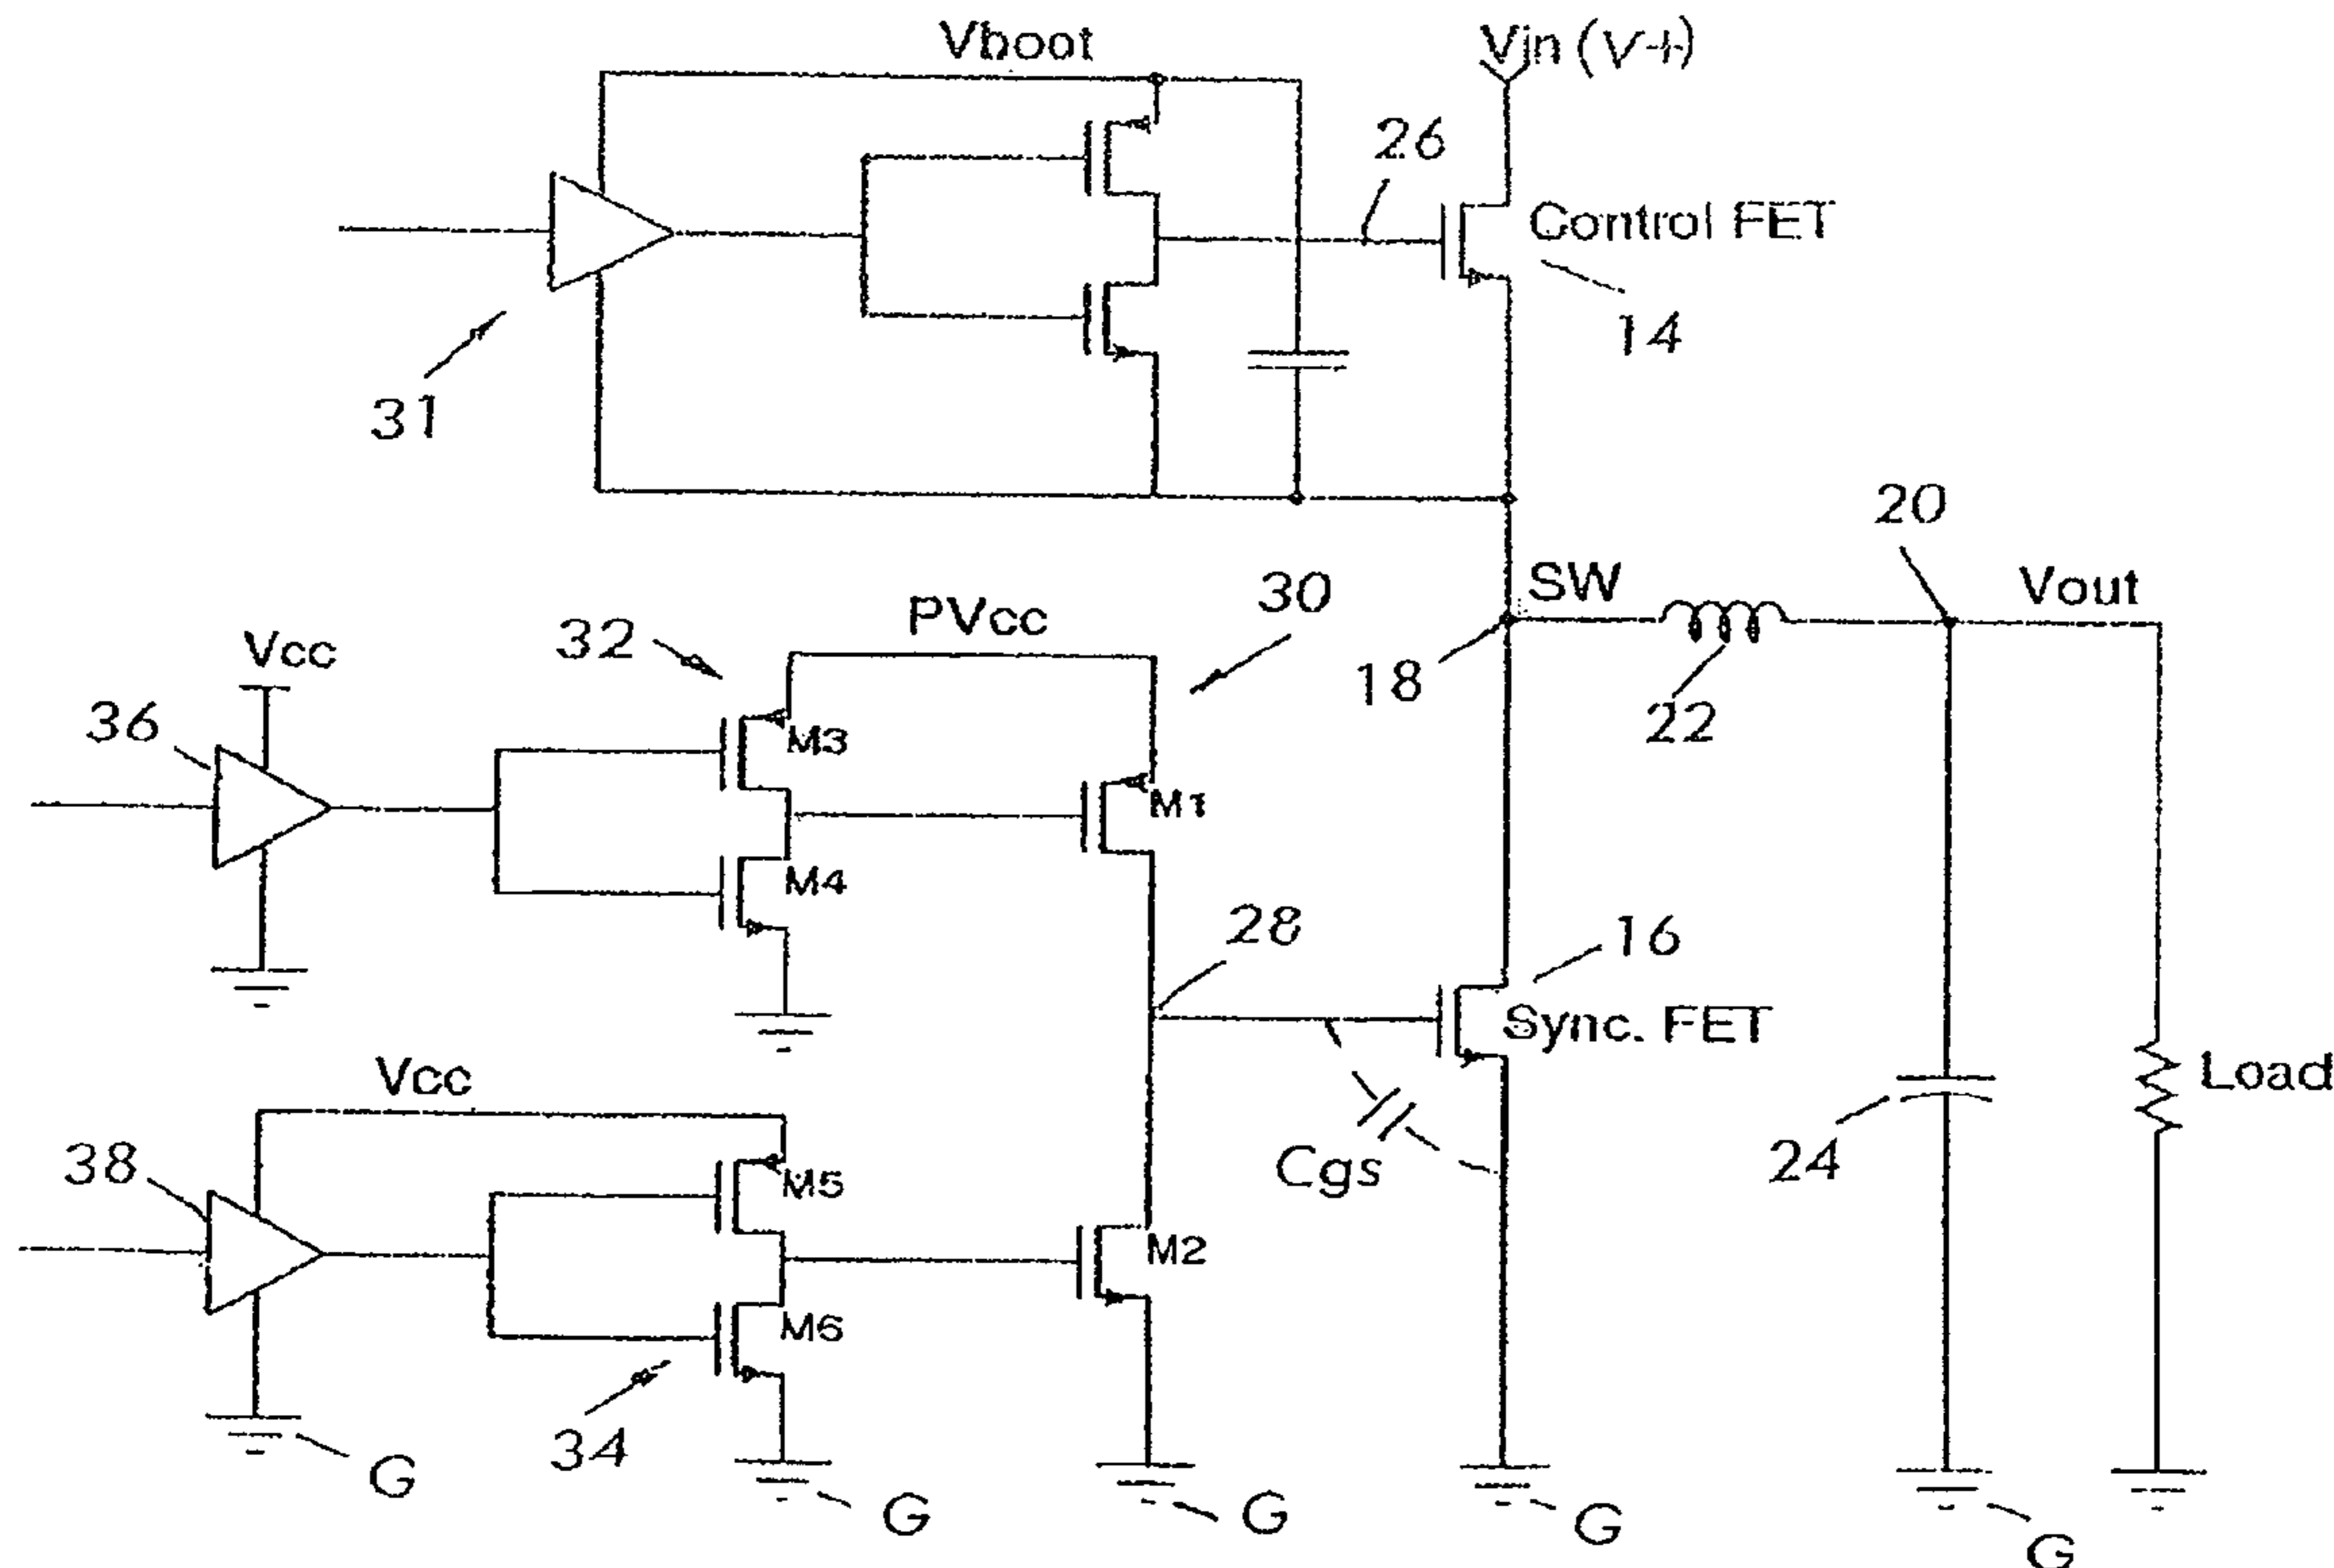 Vboot
Vin (V+)
26
Control FET
14
31
20
SW
Vout
30
PVcc
32
Vcc
18
22
36
M3
M1
M4
28
16
Sync. FET
Load
Vcc
24
Cgs
38
M5
M2
M6
34
G
G
G
G
G